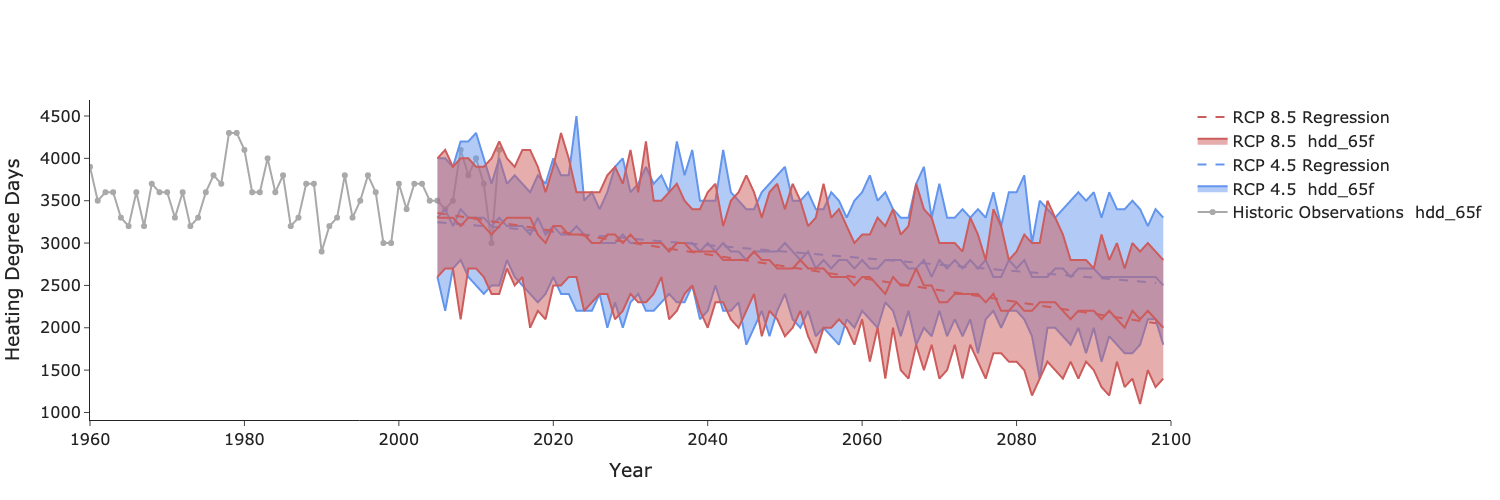 4500
4000
3500
3000
2500
2000
1500
1000
Heating Degree Days
1960
1980
2000
2020
2040
2060
2080
2100
Year
RCP 8.5 Regression
RCP 8.5  hdd_65f
RCP 4.5 Regression
RCP 4.5  hdd_65f
Historic Observations  hdd_65f